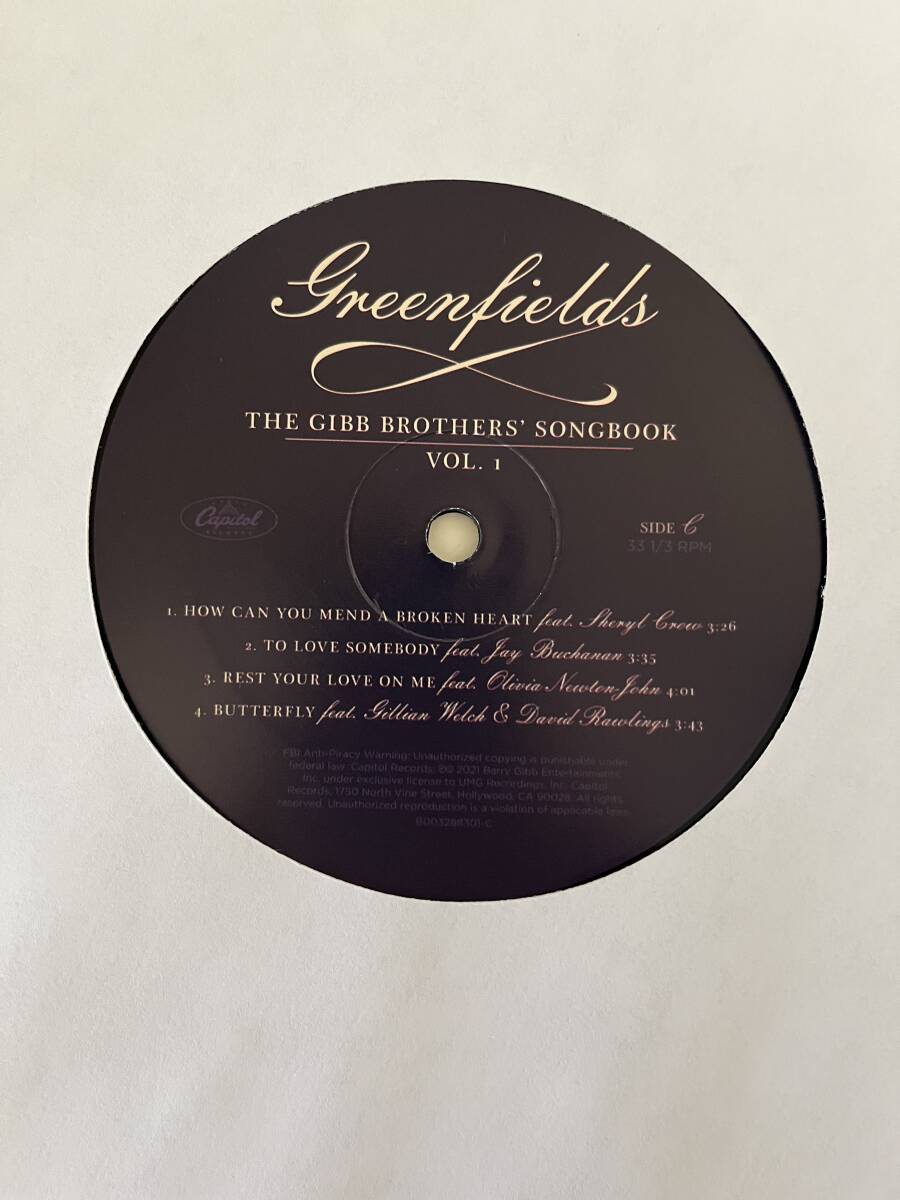 Greenfields
THE GIBB BROTHERS' SONGBOOK
VOL. 1
Capitol
RECORDS
SIDE C
33 1/3 RPM
1. HOW CAN YOU MEND A BROKEN HEART feat. Sheryl Crow 3:26
2. TO LOVE SOMEBODY feat. Jay Buchanan 3:35
3. REST YOUR LOVE ON ME feat. Olivia Newton-John 4:01
4. BUTTERFLY feat. Gillian Welch & David Rawlings 3:43
FBI Anti-Piracy Warning: Unauthorized copying is punishable under
federal law. Capitol Records; ℗© 2021 Barry Gibb Entertainments
Inc. under exclusive license to UMG Recordings, Inc. Capitol
Records, 1750 North Vine Street, Hollywood, CA 90028. All rights
reserved. Unauthorized reproduction is a violation of applicable laws.
B003288301-C